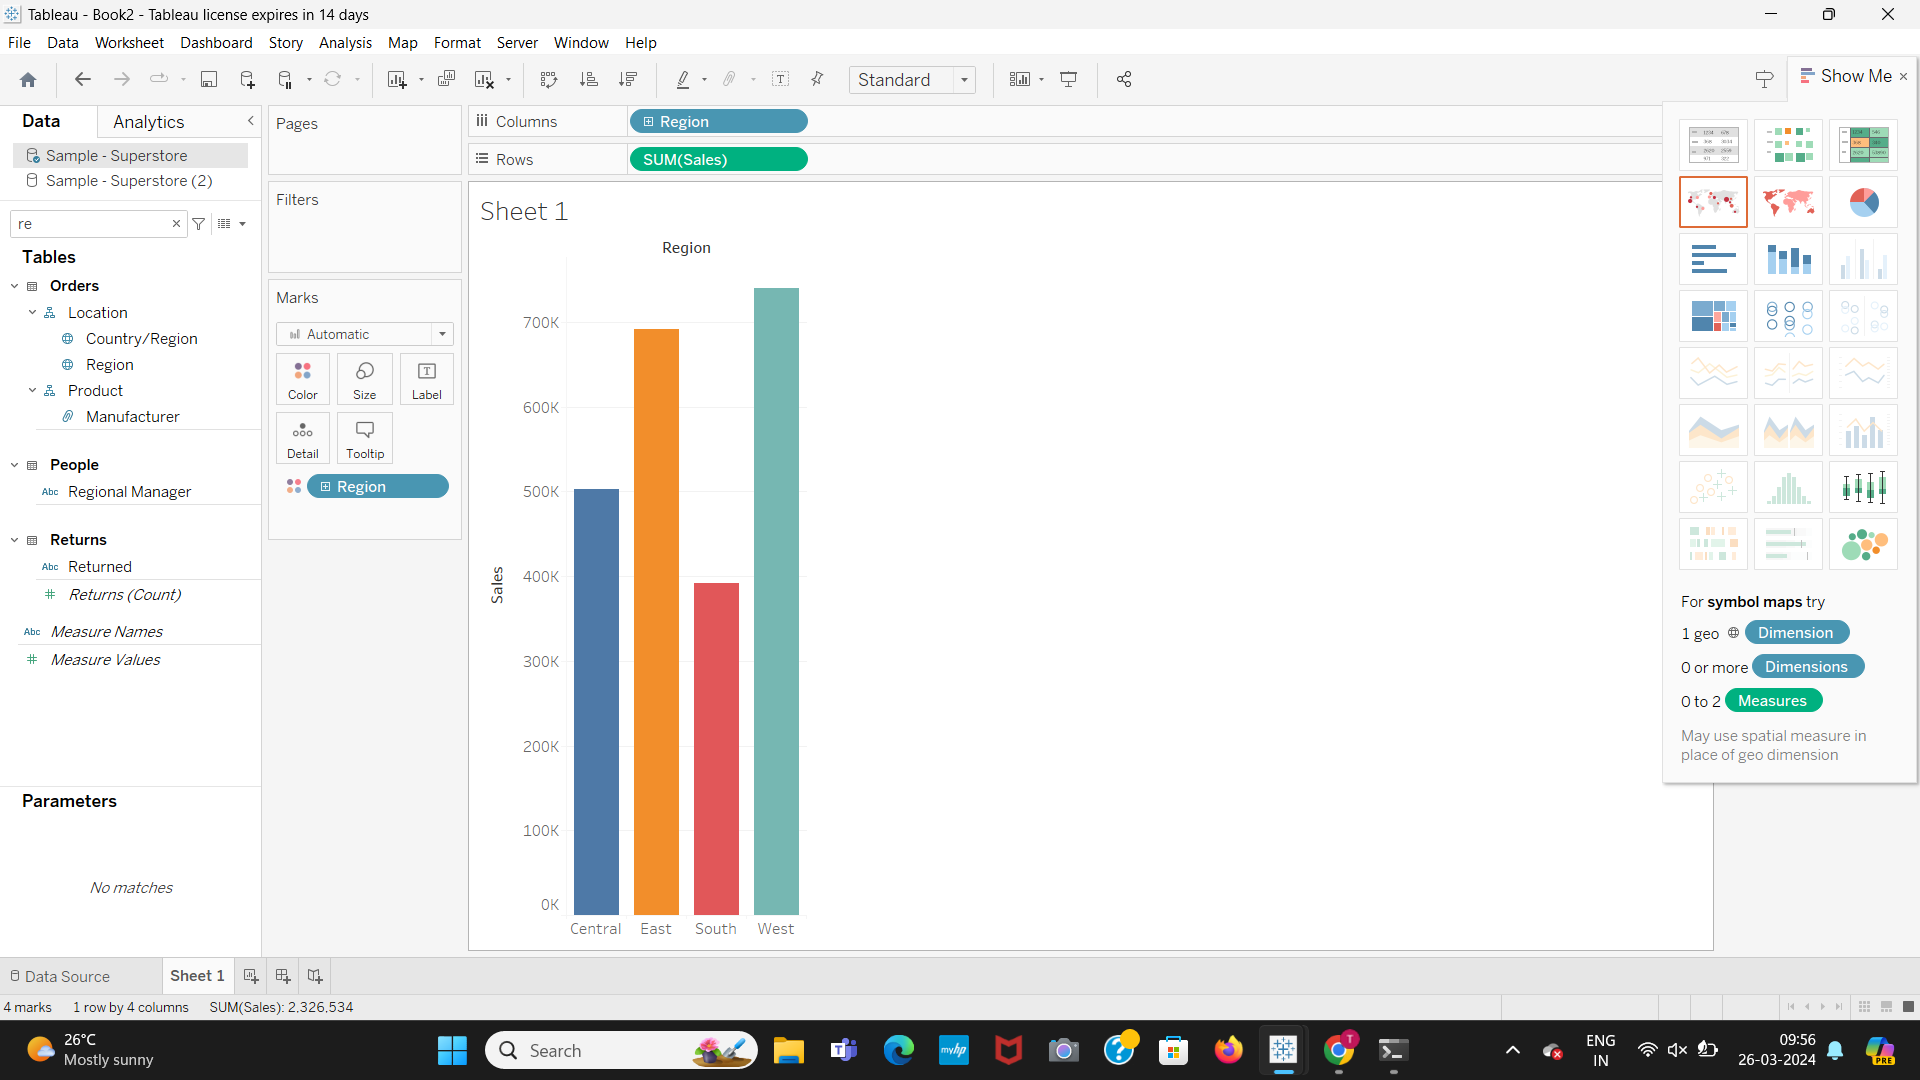 Tableau - Book2 - Tableau license expires in 14 days
File Data Worksheet Dashboard Story Analysis Map Format Server Window Help
Standard
Show Me
Data Analytics
Sample - Superstore
Sample - Superstore (2)
re
Tables
Orders
Location
Country/Region
Region
Product
Manufacturer
People
Abc Regional Manager
Returns
Abc Returned
# Returns (Count)
Abc Measure Names
# Measure Values
Parameters
No matches
Pages
Filters
Marks
Automatic
Color Size Label
Detail Tooltip
Region
Columns Region
Rows SUM(Sales)
Sheet 1
Region
Sales
700K
600K
500K
400K
300K
200K
100K
0K
Central East South West
For symbol maps try
1 geo Dimension
0 or more Dimensions
0 to 2 Measures
May use spatial measure in
place of geo dimension
Data Source Sheet 1
4 marks 1 row by 4 columns SUM(Sales): 2,326,534
26°C
Mostly sunny
Search
myhp
T
PRE
ENG
IN
09:56
26-03-2024